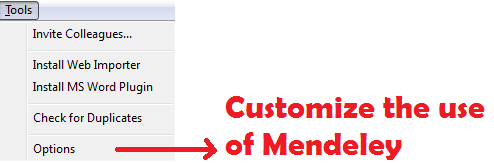 Tools
Invite Colleagues...
Install Web Importer
Install MS Word Plugin
Check for Duplicates
Options
Customize the use
of Mendeley